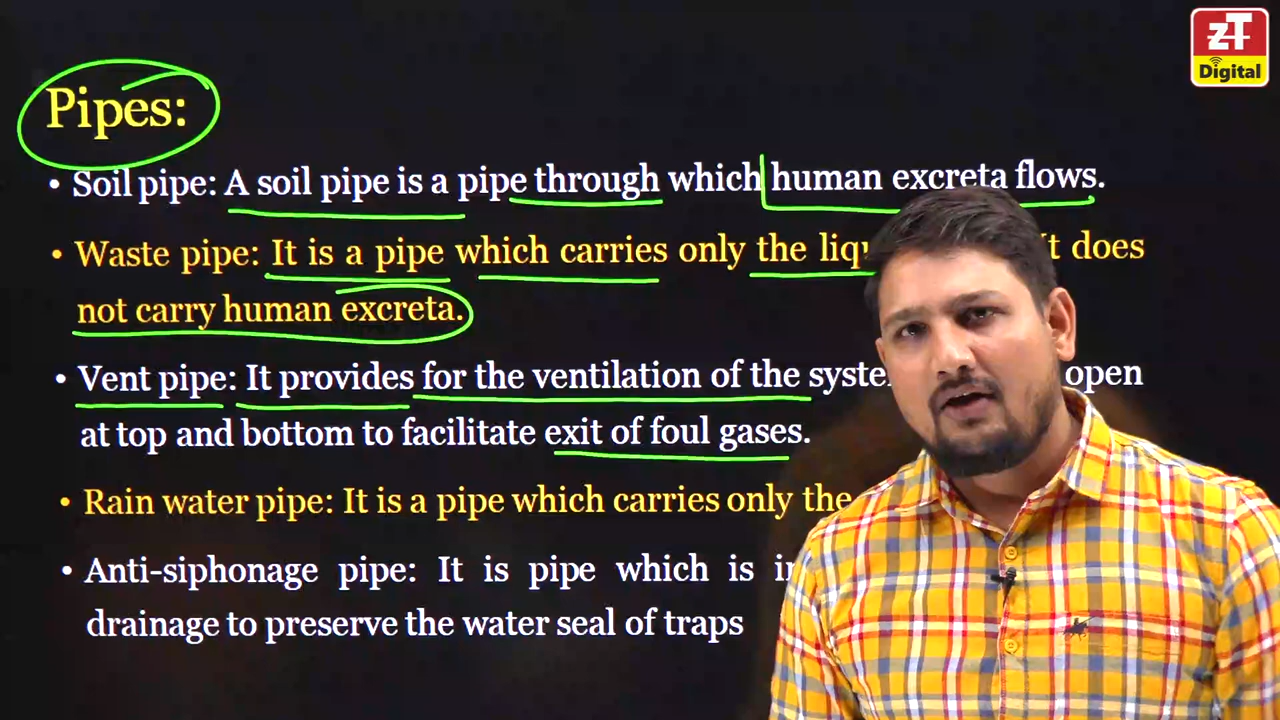 zT
Digital
Pipes:
• Soil pipe: A soil pipe is a pipe through which human excreta flows.
• Waste pipe: It is a pipe which carries only the does
not carry human excreta.
• Vent pipe: It provides for the ventilation of the open
at top and bottom to facilitate exit of foul gases.
• Rain water pipe: It is a pipe which carries only the
• Anti-siphonage pipe: It is pipe which is
drainage to preserve the water seal of traps